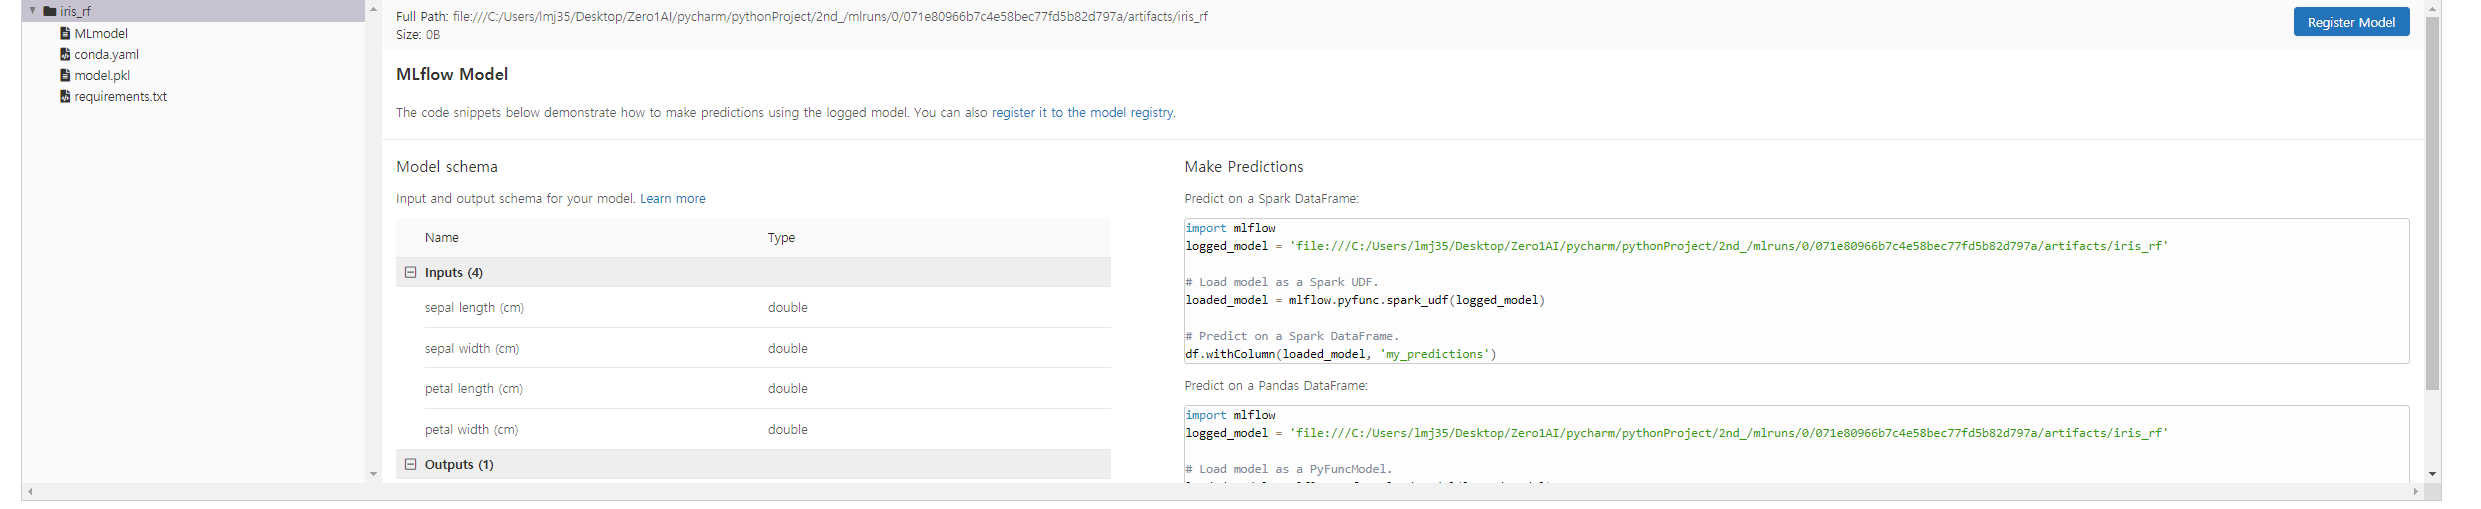 iris_rf
MLmodel
conda.yaml
model.pkl
requirements.txt
Full Path: file:///C:/Users/lmj35/Desktop/Zero1AI/pycharm/pythonProject/2nd_/mlruns/0/071e80966b7c4e58bec77fd5b82d797a/artifacts/iris_rf
Size: 0B
Register Model
MLflow Model
The code snippets below demonstrate how to make predictions using the logged model. You can also register it to the model registry.
Model schema
Input and output schema for your model. Learn more
Name Type
Inputs (4)
sepal length (cm) double
sepal width (cm) double
petal length (cm) double
petal width (cm) double
Outputs (1)
Make Predictions
Predict on a Spark DataFrame:
import mlflow
logged_model = 'file:///C:/Users/lmj35/Desktop/Zero1AI/pycharm/pythonProject/2nd_/mlruns/0/071e80966b7c4e58bec77fd5b82d797a/artifacts/iris_rf'
# Load model as a Spark UDF.
loaded_model = mlflow.pyfunc.spark_udf(logged_model)
# Predict on a Spark DataFrame.
df.withColumn(loaded_model, 'my_predictions')
Predict on a Pandas DataFrame:
import mlflow
logged_model = 'file:///C:/Users/lmj35/Desktop/Zero1AI/pycharm/pythonProject/2nd_/mlruns/0/071e80966b7c4e58bec77fd5b82d797a/artifacts/iris_rf'
# Load model as a PyFuncModel.